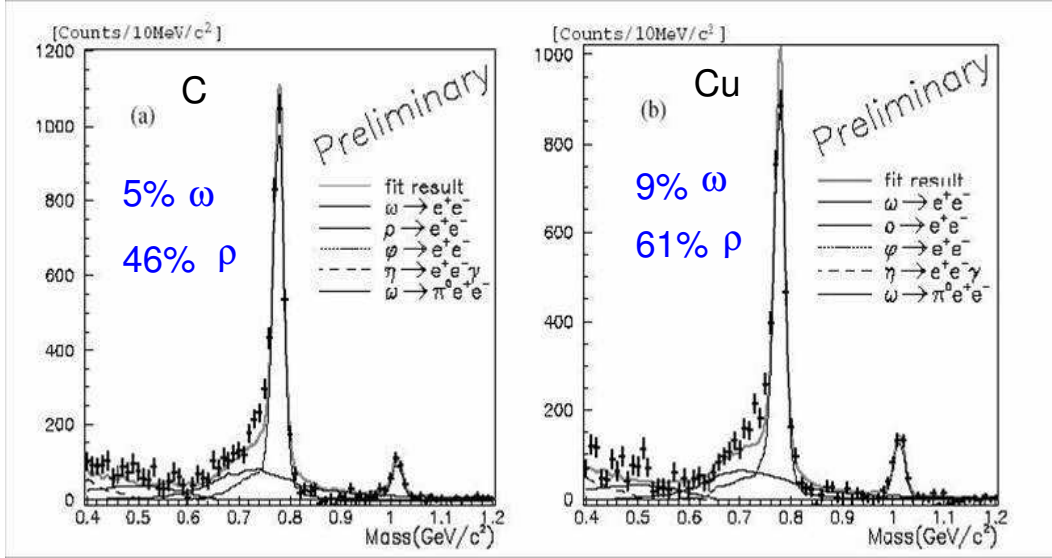 [Counts/10MeV/c²]
1200
1000
800
600
400
200
0
C
(a)
Preliminary
5% ω
46% ρ
fit result
ω→e⁺e⁻
ρ→e⁺e⁻
φ→e⁺e⁻
η→e⁺e⁻γ
ω→π⁰e⁺e⁻
0.4 0.5 0.6 0.7 0.8 0.9 1 1.1 1.2
Mass(GeV/c²)
[Counts/10MeV/c²]
1000
800
600
400
200
0
Cu
(b)
Preliminary
9% ω
61% ρ
fit result
ω→e⁺e⁻
ο→e⁺e⁻
φ→e⁺e⁻
η→e⁺e⁻γ
ω→π⁰e⁺e⁻
0.4 0.5 0.6 0.7 0.8 0.9 1 1.1 1.2
Mass(GeV/c²)